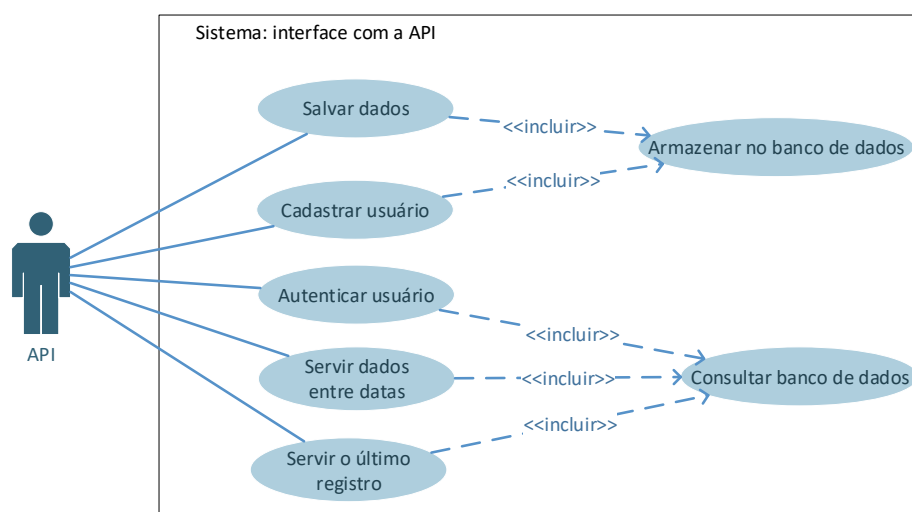 Sistema: interface com a API
Salvar dados
<<incluir>>
Armazenar no banco de dados
<<incluir>>
Cadastrar usuário
Autenticar usuário
<<incluir>>
API
Servir dados
entre datas
<<incluir>>
Consultar banco de dados
<<incluir>>
Servir o último
registro